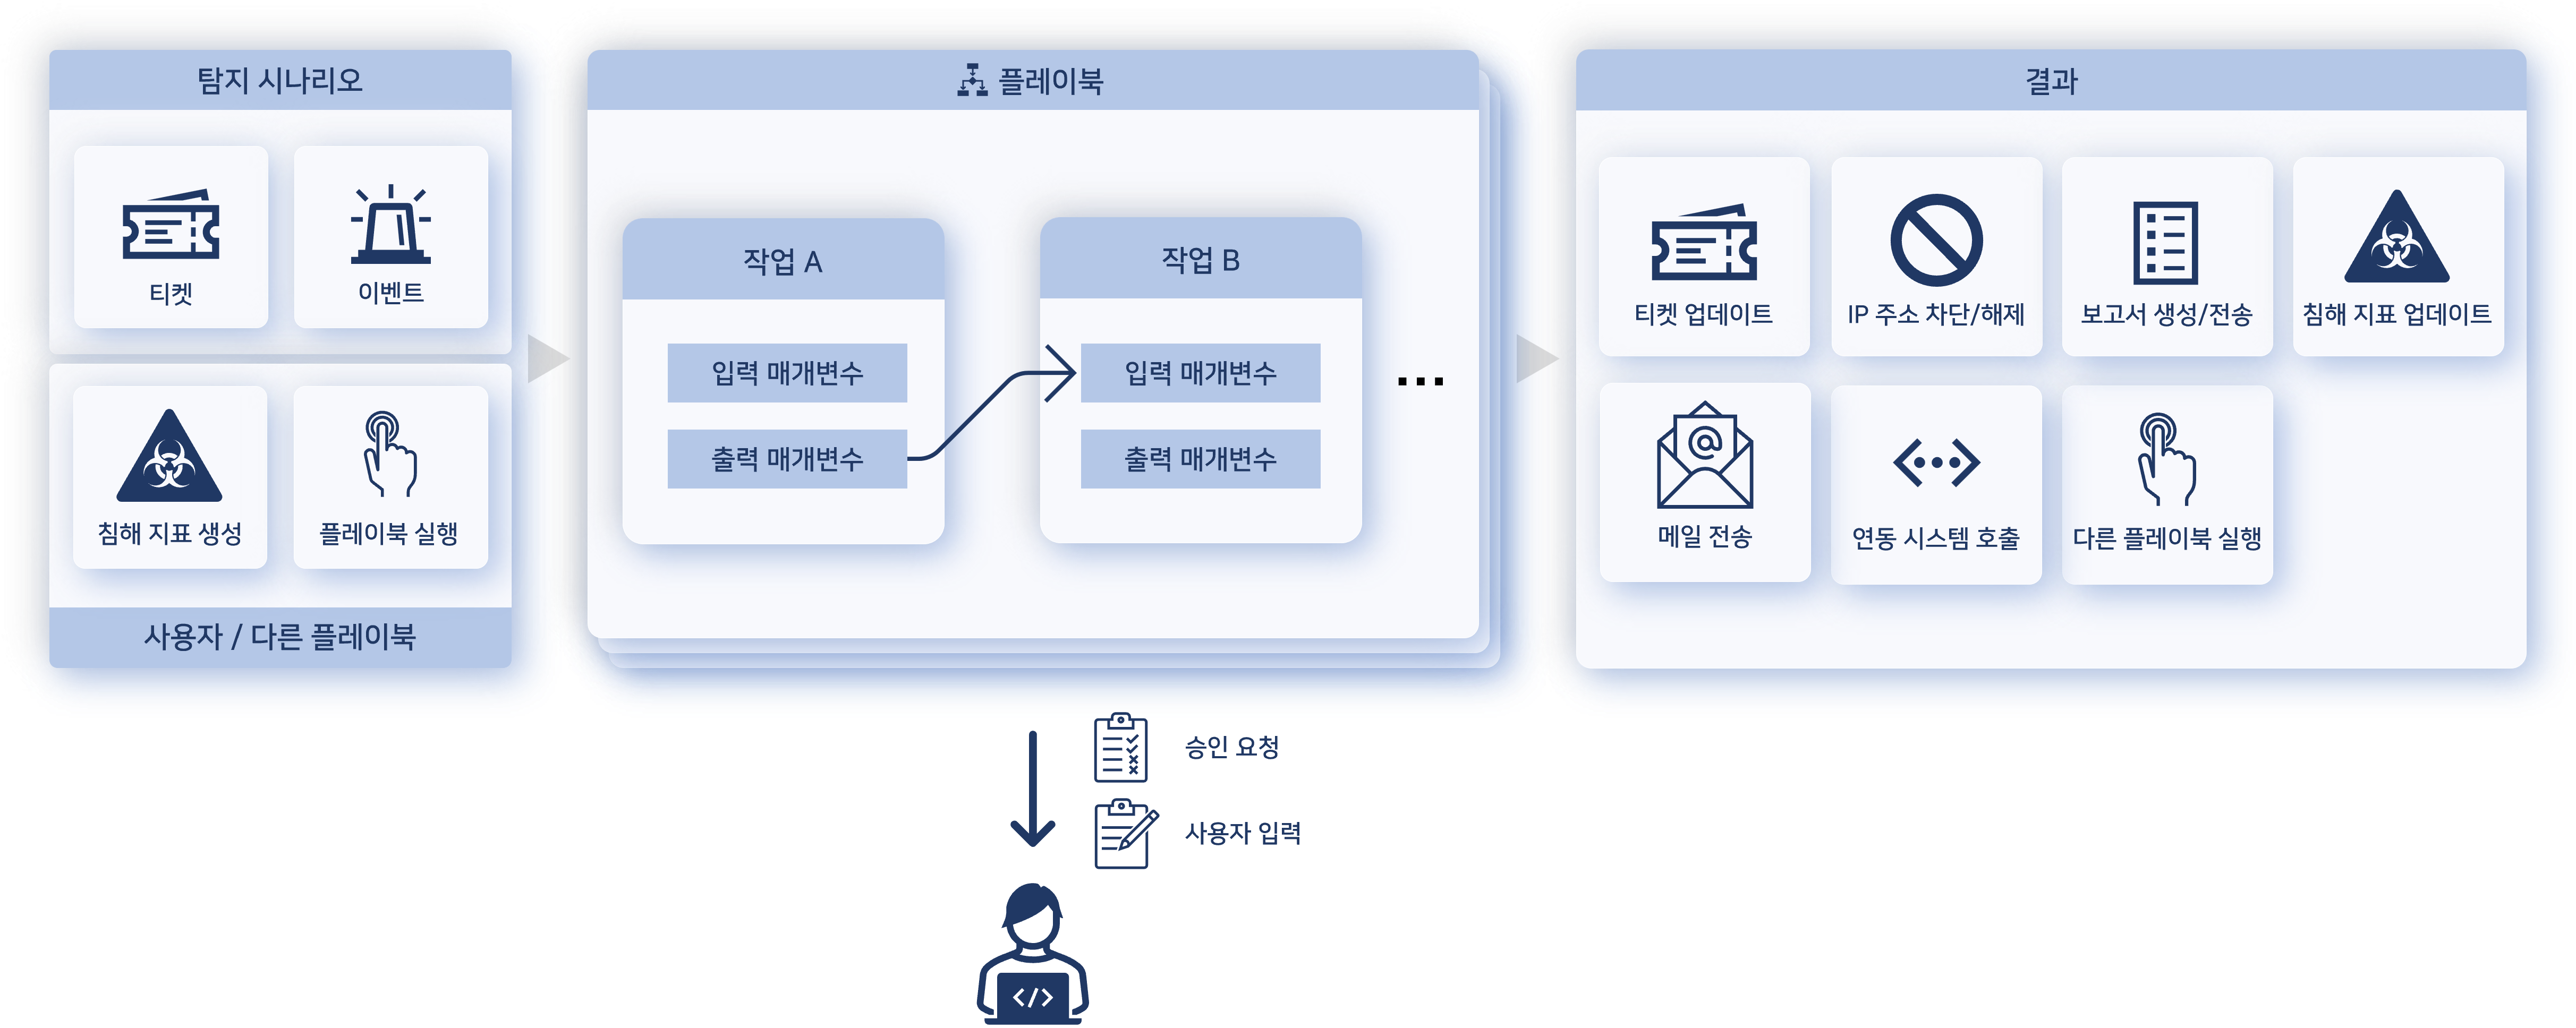 탐지 시나리오
티켓
이벤트
침해 지표 생성
플레이북 실행
사용자 / 다른 플레이북
플레이북
작업 A
입력 매개변수
출력 매개변수
작업 B
입력 매개변수
출력 매개변수
...
승인 요청
사용자 입력
</>
결과
티켓 업데이트
IP 주소 차단/해제
보고서 생성/전송
침해 지표 업데이트
@
메일 전송
연동 시스템 호출
다른 플레이북 실행